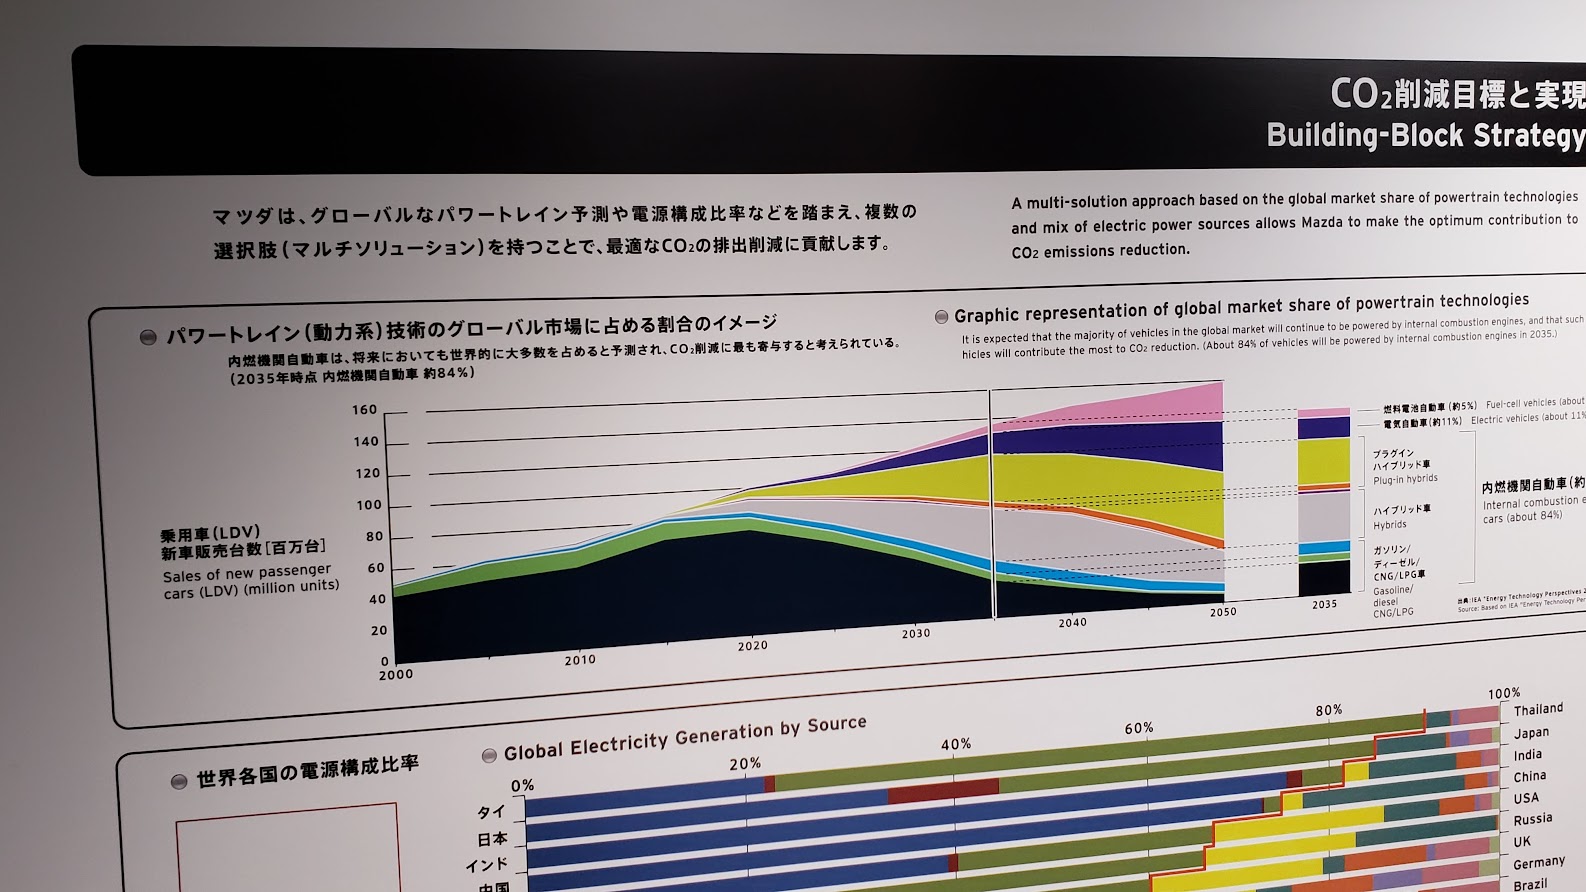 CO2削減目標と実現
Building-Block Strategy
マツダは、グローバルなパワートレイン予測や電源構成比率などを踏まえ、複数の
選択肢(マルチソリューション)を持つことで、最適なCO2の排出削減に貢献します。
A multi-solution approach based on the global market share of powertrain technologies
and mix of electric power sources allows Mazda to make the optimum contribution to
CO2 emissions reduction.
パワートレイン(動力系)技術のグローバル市場に占める割合のイメージ
内燃機関自動車は、将来においても世界的に大多数を占めると予測され、CO2削減に最も寄与すると考えられている。
(2035年時点 内燃機関自動車 約84%)
Graphic representation of global market share of powertrain technologies
It is expected that the majority of vehicles in the global market will continue to be powered by internal combustion engines, and that such
hicles will contribute the most to CO2 reduction. (About 84% of vehicles will be powered by internal combustion engines in 2035.)
160
140
120
100
80
60
40
20
0
乗用車(LDV)
新車販売台数[百万台]
Sales of new passenger
cars (LDV) (million units)
2000
2010
2020
2030
2040
2050
2035
燃料電池自動車(約5%) Fuel-cell vehicles (about
電気自動車(約11%) Electric vehicles (about 11%
プラグイン
ハイブリッド車
Plug-in hybrids
ハイブリッド車
Hybrids
ガソリン/
ディーゼル/
CNG/LPG車
Gasoline/
diesel
CNG/LPG
内燃機関自動車(約
Internal combustion e
cars (about 84%)
出典:IEA "Energy Technology Perspectives 2
Source: Based on IEA "Energy Technology Per
世界各国の電源構成比率
Global Electricity Generation by Source
0%
20%
40%
60%
80%
100%
タイ
日本
インド
中国
Thailand
Japan
India
China
USA
Russia
UK
Germany
Brazil